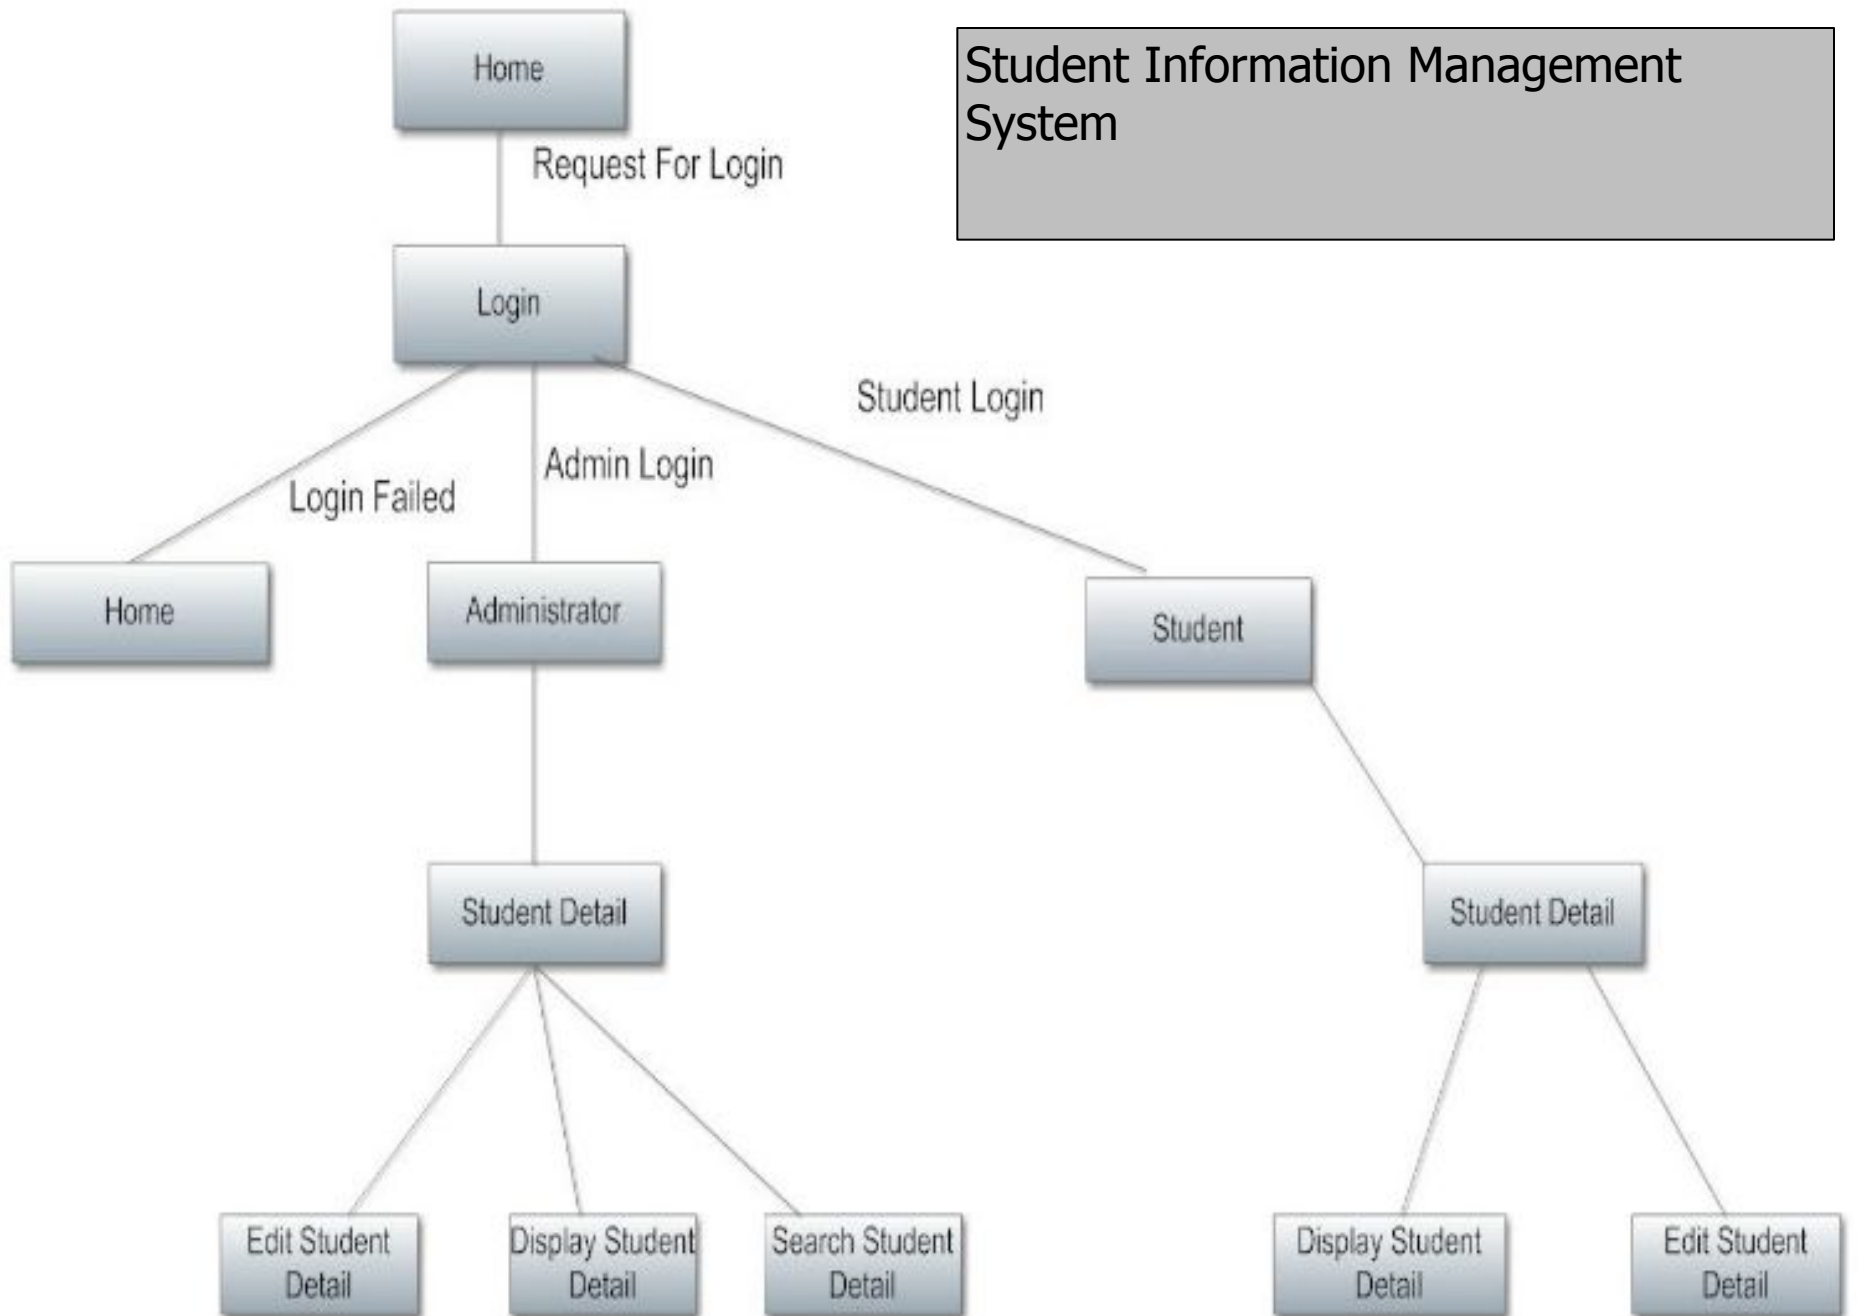 Home
Student Information Management
System
Request For Login
Login
Student Login
Admin Login
Login Failed
Home
Administrator
Student
Student Detail
Student Detail
Edit Student
Detail
Display Student
Detail
Search Student
Detail
Display Student
Detail
Edit Student
Detail